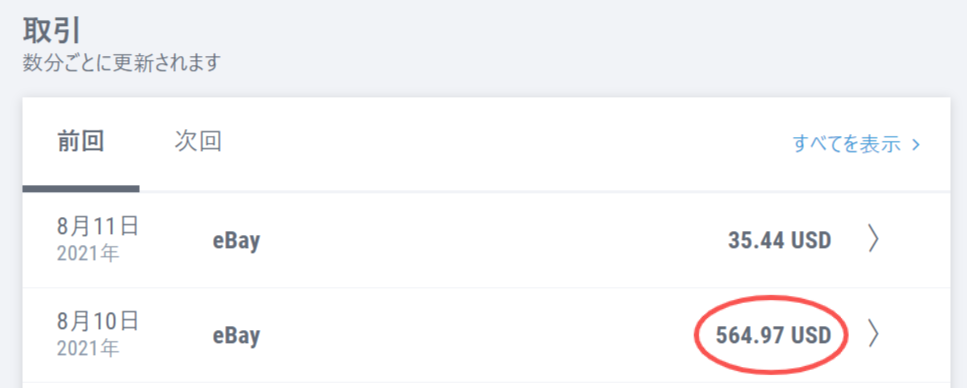 取引
数分ごとに更新されます
前回 次回 すべてを表示 >
8月11日
2021年
eBay
35.44 USD
8月10日
2021年
eBay
564.97 USD